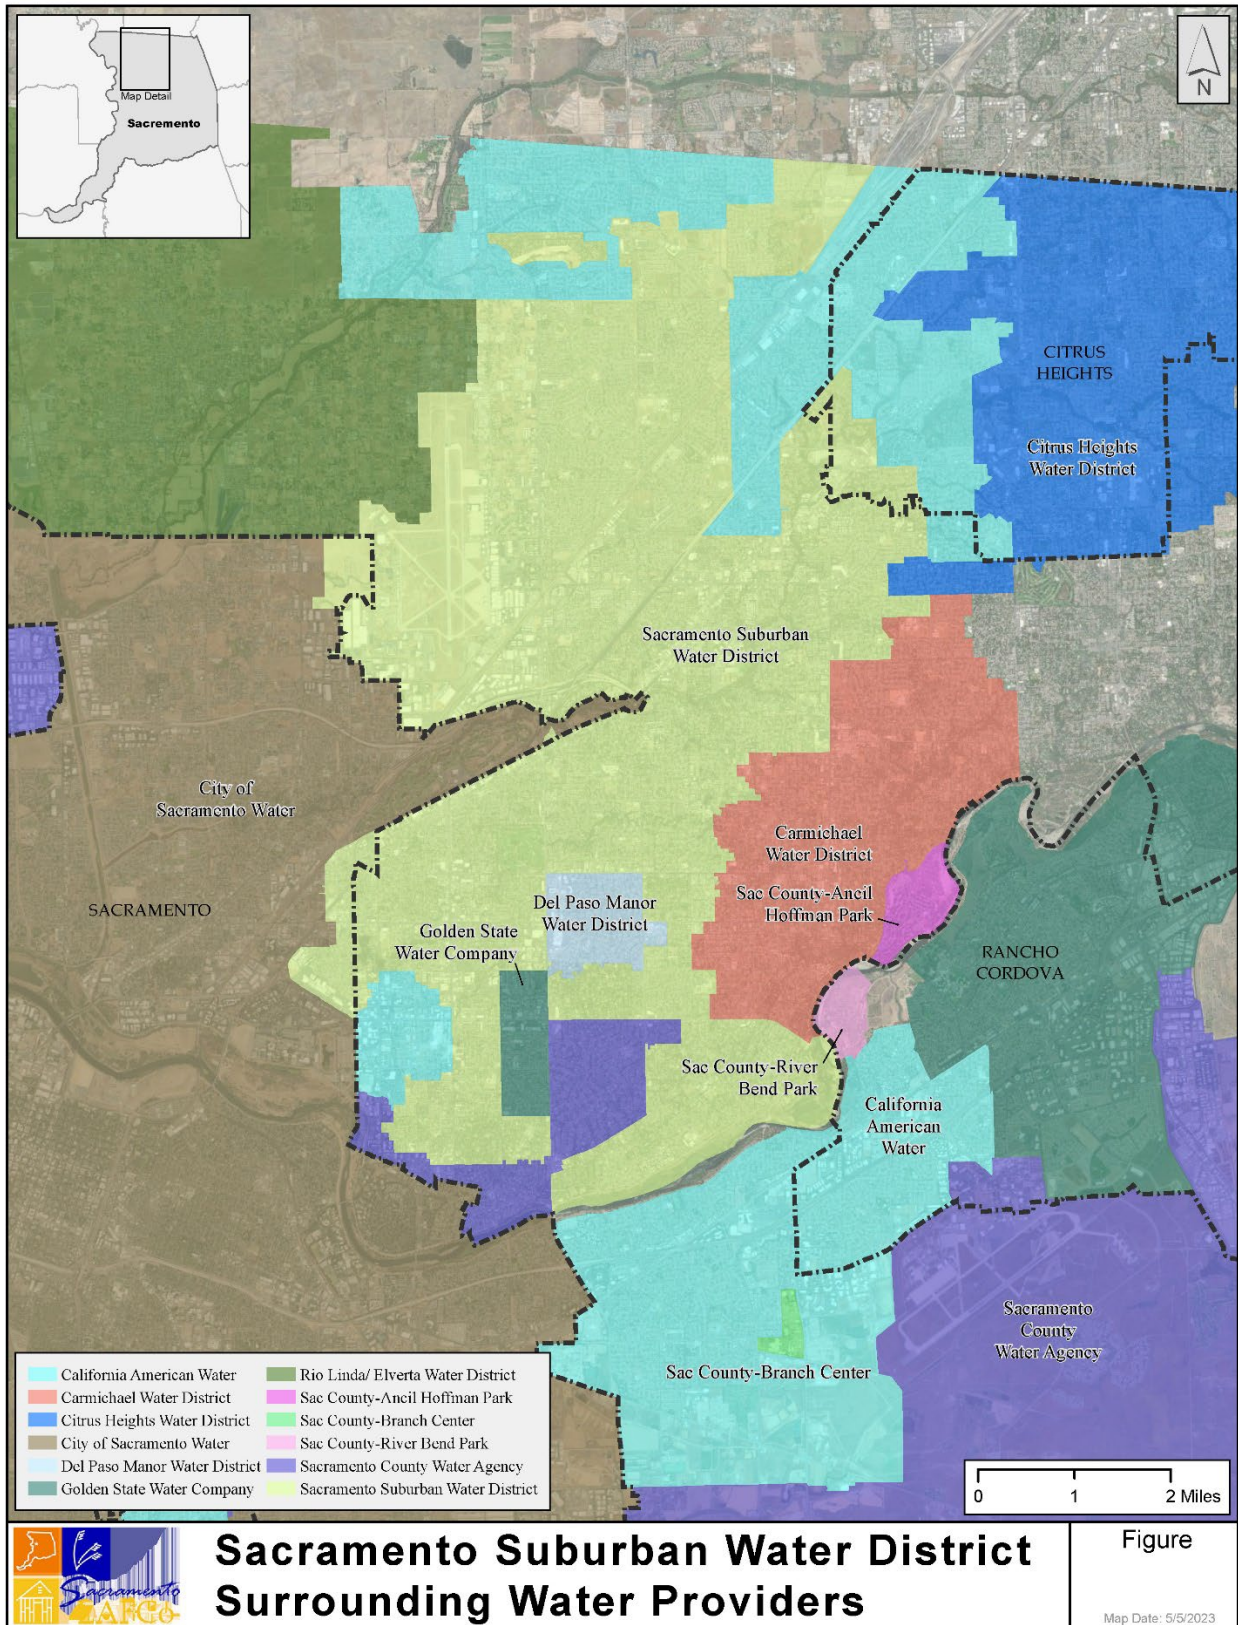 Map Detail
Sacremento
N
CITRUS
HEIGHTS
Citrus Heights
Water District
Sacramento Suburban
Water District
City of
Sacramento Water
SACRAMENTO
Carmichael
Water District
Sac County-Ancil
Hoffman Park
Del Paso Manor
Water District
Golden State
Water Company
RANCHO
CORDOVA
Sac County-River
Bend Park
California
American
Water
Sacramento
County
Water Agency
Sac County-Branch Center
California American Water
Carmichael Water District
Citrus Heights Water District
City of Sacramento Water
Del Paso Manor Water District
Golden State Water Company
Rio Linda/ Elverta Water District
Sac County-Ancil Hoffman Park
Sac County-Branch Center
Sac County-River Bend Park
Sacramento County Water Agency
Sacramento Suburban Water District
0 1 2 Miles
Sacramento
LAFCo
Sacramento Suburban Water District
Surrounding Water Providers
Figure
Map Date: 5/5/2023